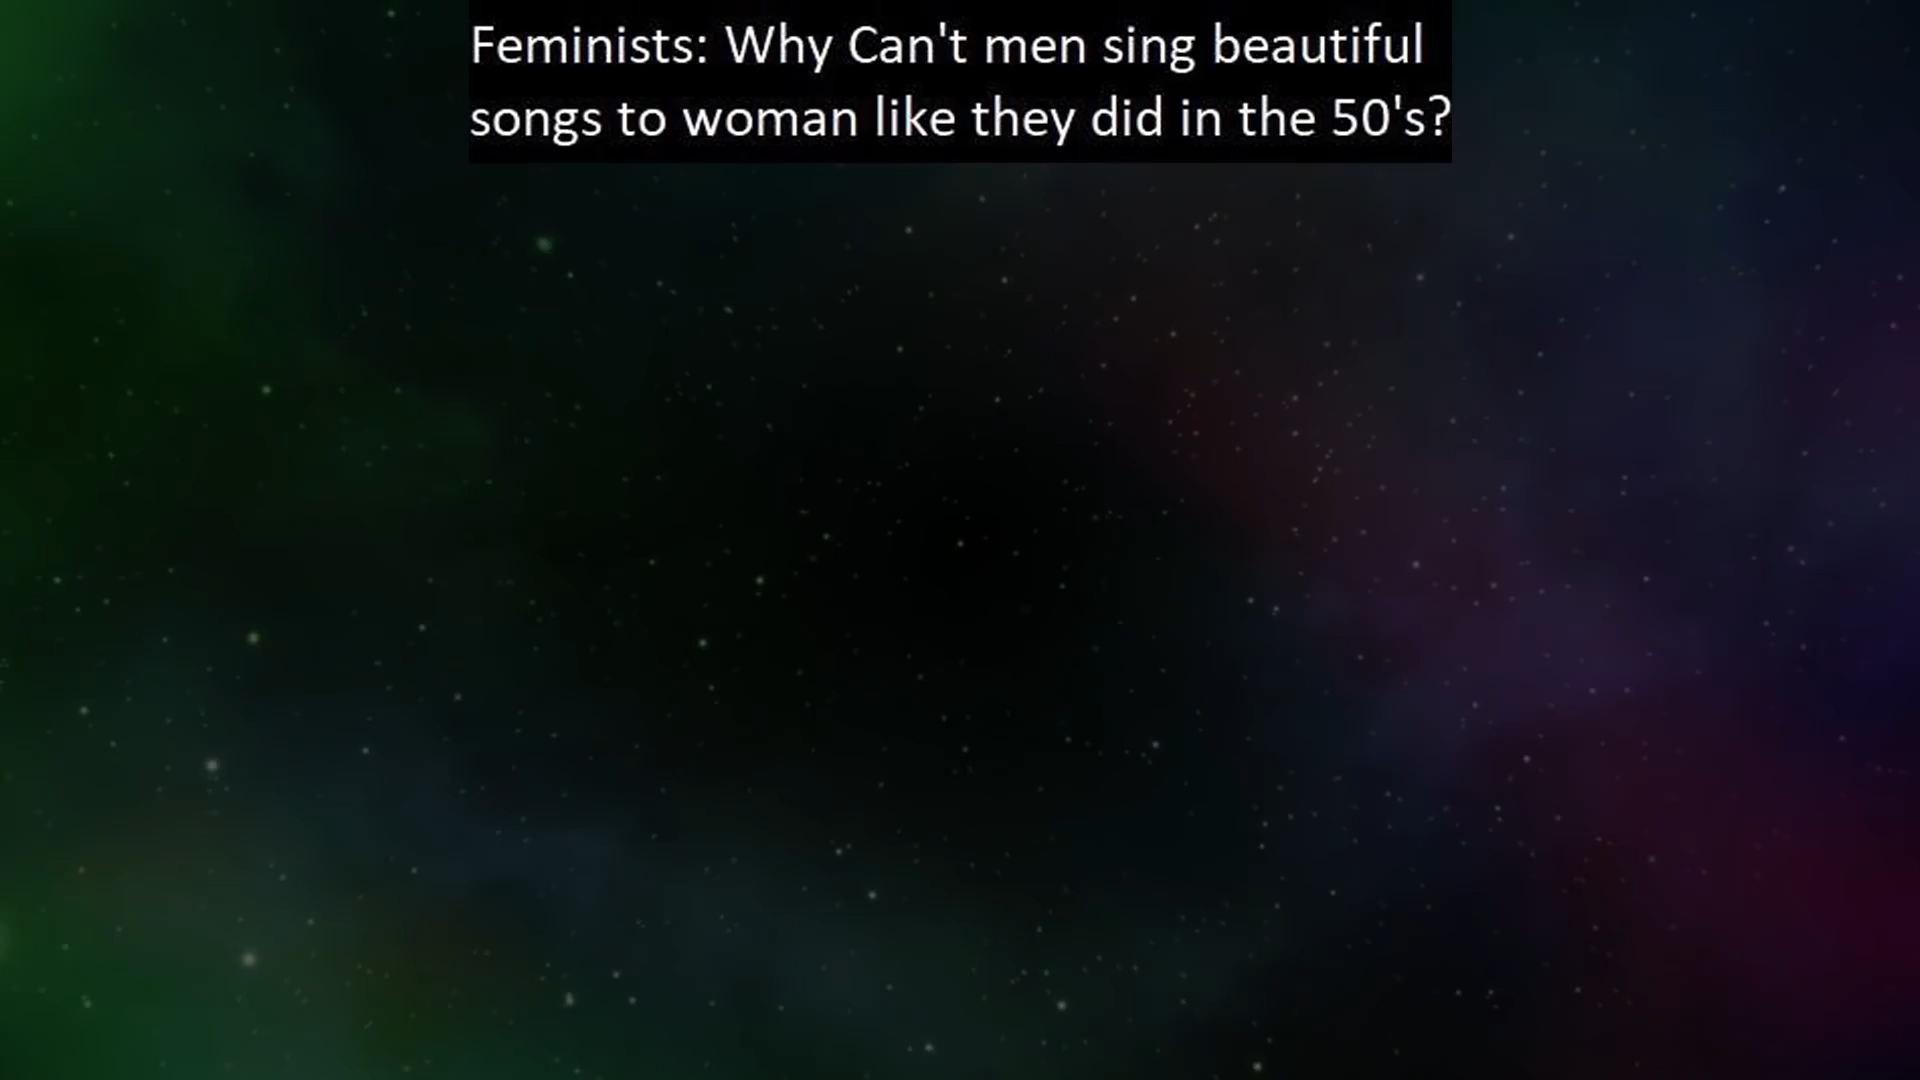 Feminists: Why Can't men sing beautiful
songs to woman like they did in the 50's?